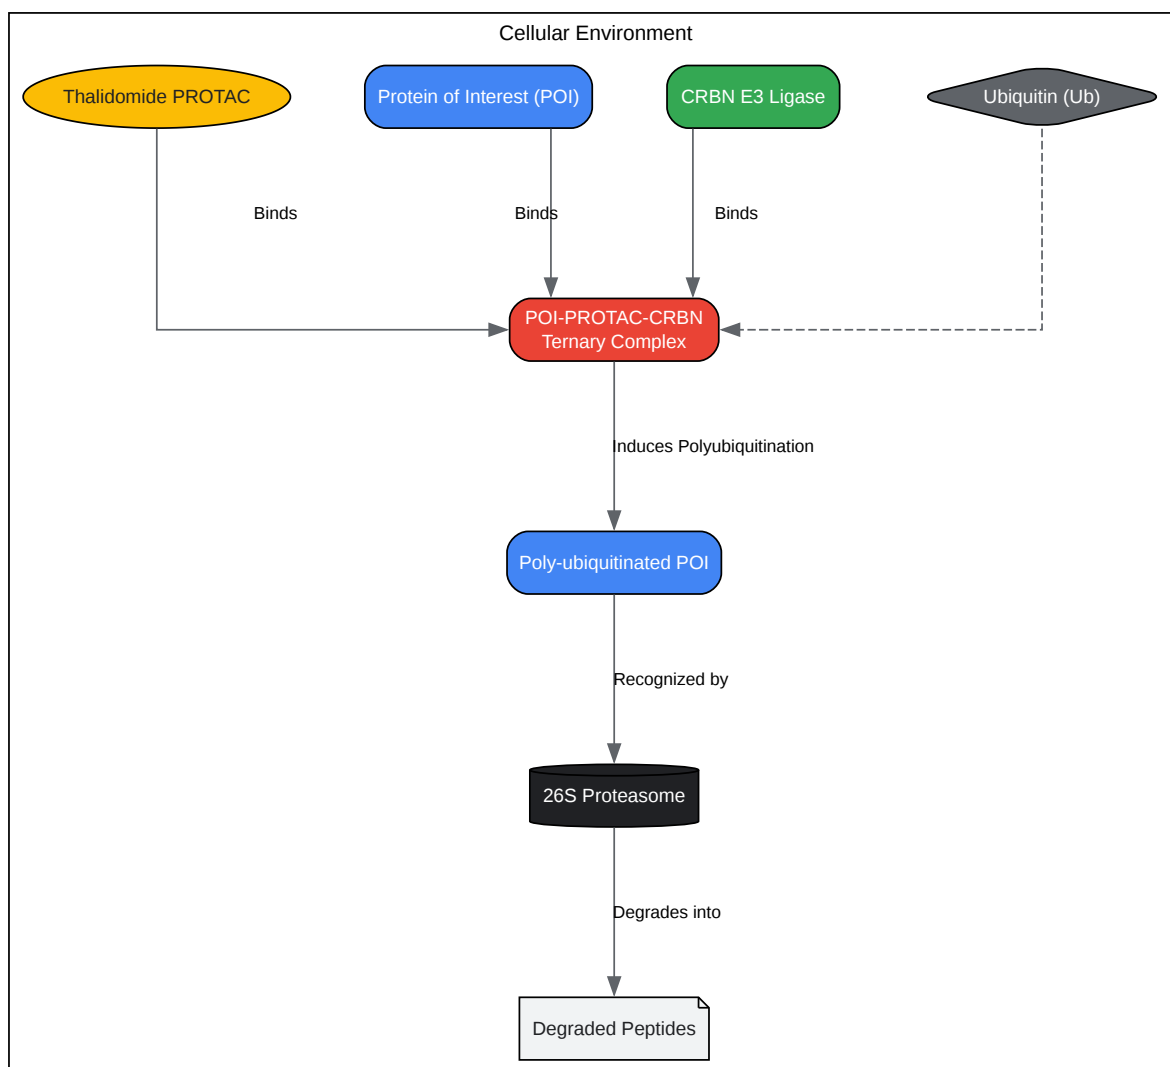 Cellular Environment
Thalidomide PROTAC
Protein of Interest (POI)
CRBN E3 Ligase
Ubiquitin (Ub)
Binds
Binds
Binds
POI-PROTAC-CRBN
Ternary Complex
Induces Polyubiquitination
Poly-ubiquitinated POI
Recognized by
26S Proteasome
Degrades into
Degraded Peptides